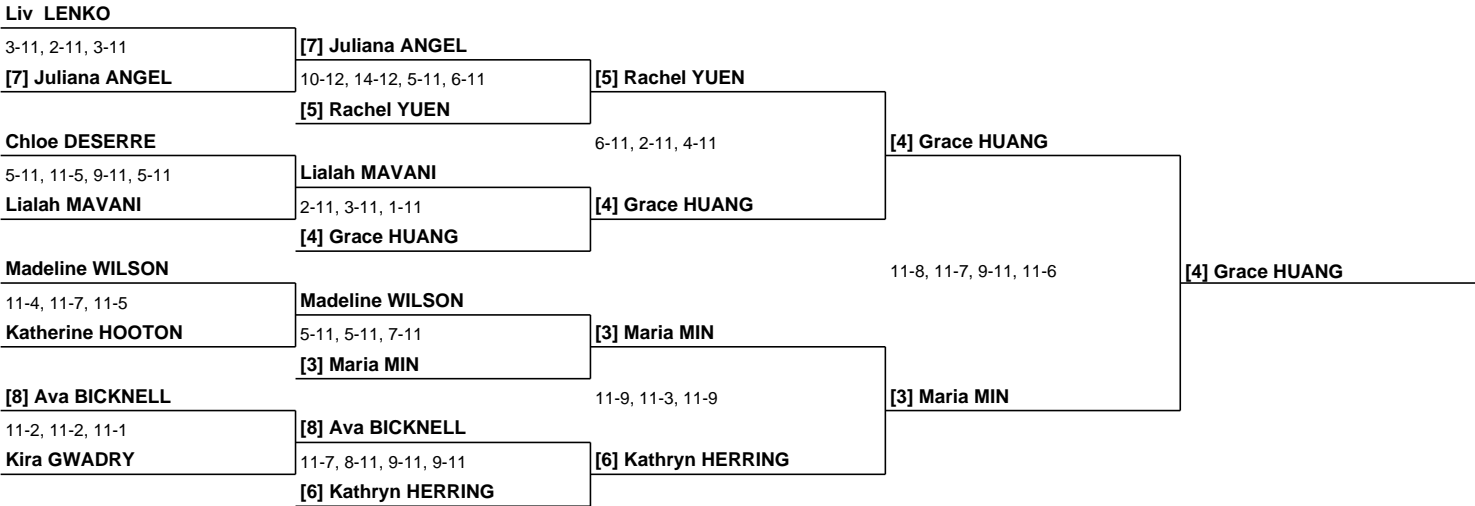 Liv LENKO
3-11, 2-11, 3-11
[7] Juliana ANGEL
[7] Juliana ANGEL
10-12, 14-12, 5-11, 6-11
[5] Rachel YUEN
[5] Rachel YUEN
Chloe DESERRE
6-11, 2-11, 4-11
[4] Grace HUANG
5-11, 11-5, 9-11, 5-11
Lialah MAVANI
Lialah MAVANI
2-11, 3-11, 1-11
[4] Grace HUANG
[4] Grace HUANG
Madeline WILSON
11-8, 11-7, 9-11, 11-6
[4] Grace HUANG
11-4, 11-7, 11-5
Madeline WILSON
Katherine HOOTON
5-11, 5-11, 7-11
[3] Maria MIN
[3] Maria MIN
[8] Ava BICKNELL
11-9, 11-3, 11-9
[3] Maria MIN
11-2, 11-2, 11-1
[8] Ava BICKNELL
Kira GWADRY
11-7, 8-11, 9-11, 9-11
[6] Kathryn HERRING
[6] Kathryn HERRING